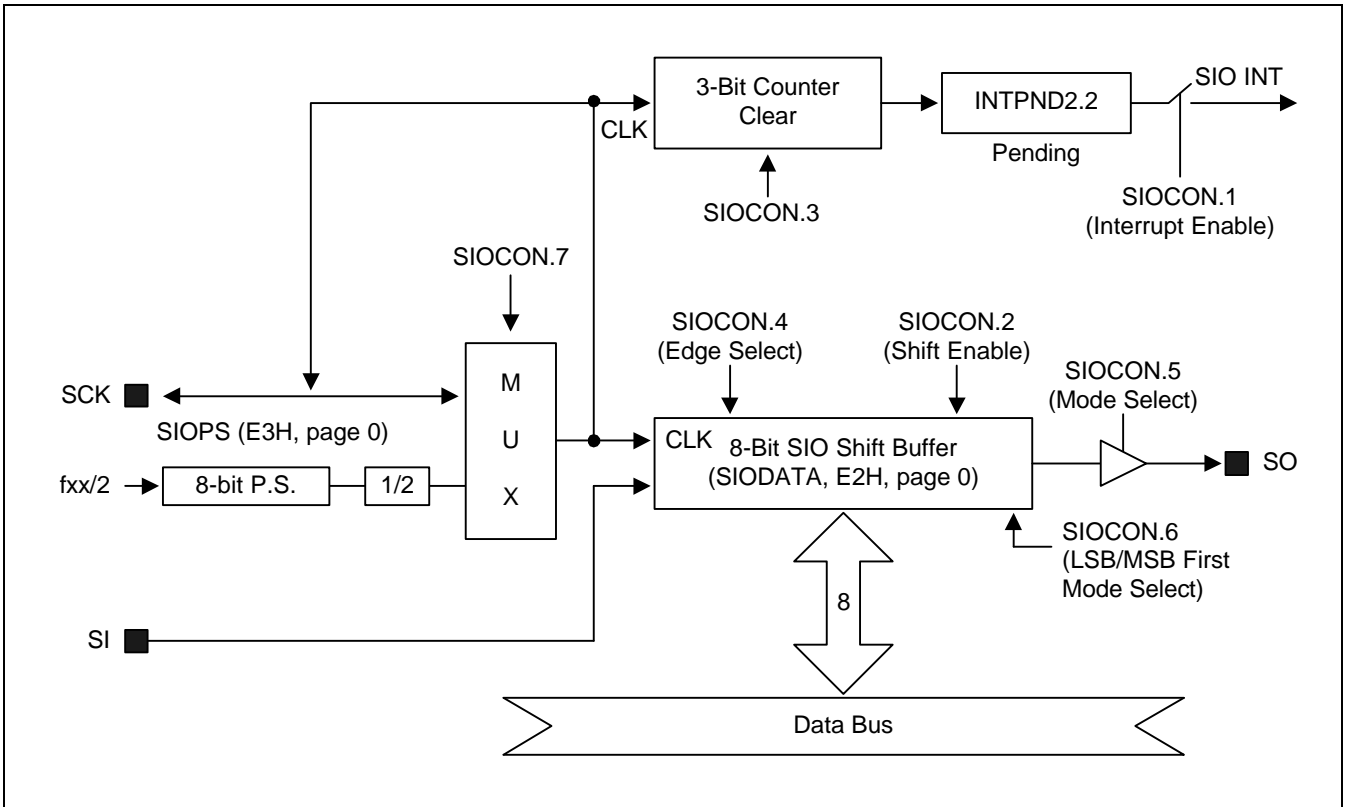 3-Bit Counter
Clear
CLK
INTPND2.2
Pending
SIO INT
SIOCON.3
SIOCON.1
(Interrupt Enable)
SIOCON.7
SIOCON.4
(Edge Select)
SIOCON.2
(Shift Enable)
SIOCON.5
(Mode Select)
SCK
SIOPS (E3H, page 0)
fxx/2
8-bit P.S.
1/2
M
U
X
CLK
8-Bit SIO Shift Buffer
(SIODATA, E2H, page 0)
SO
SIOCON.6
(LSB/MSB First
Mode Select)
8
SI
Data Bus